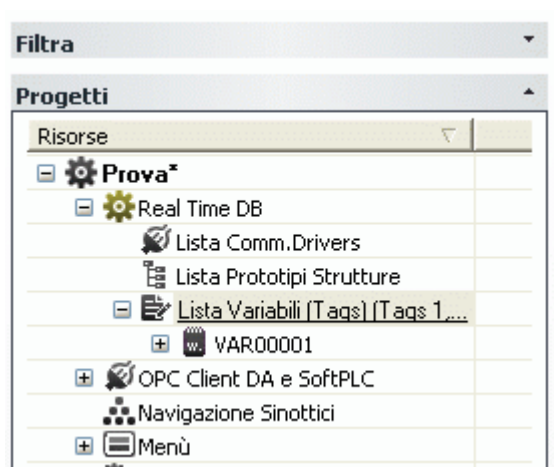 Filtra
Progetti
Risorse
Prova*
Real Time DB
Lista Comm.Drivers
Lista Prototipi Strutture
Lista Variabili (Tags) (Tags 1,...
w. VAR00001
OPC Client DA e SoftPLC
Navigazione Sinottici
Menù